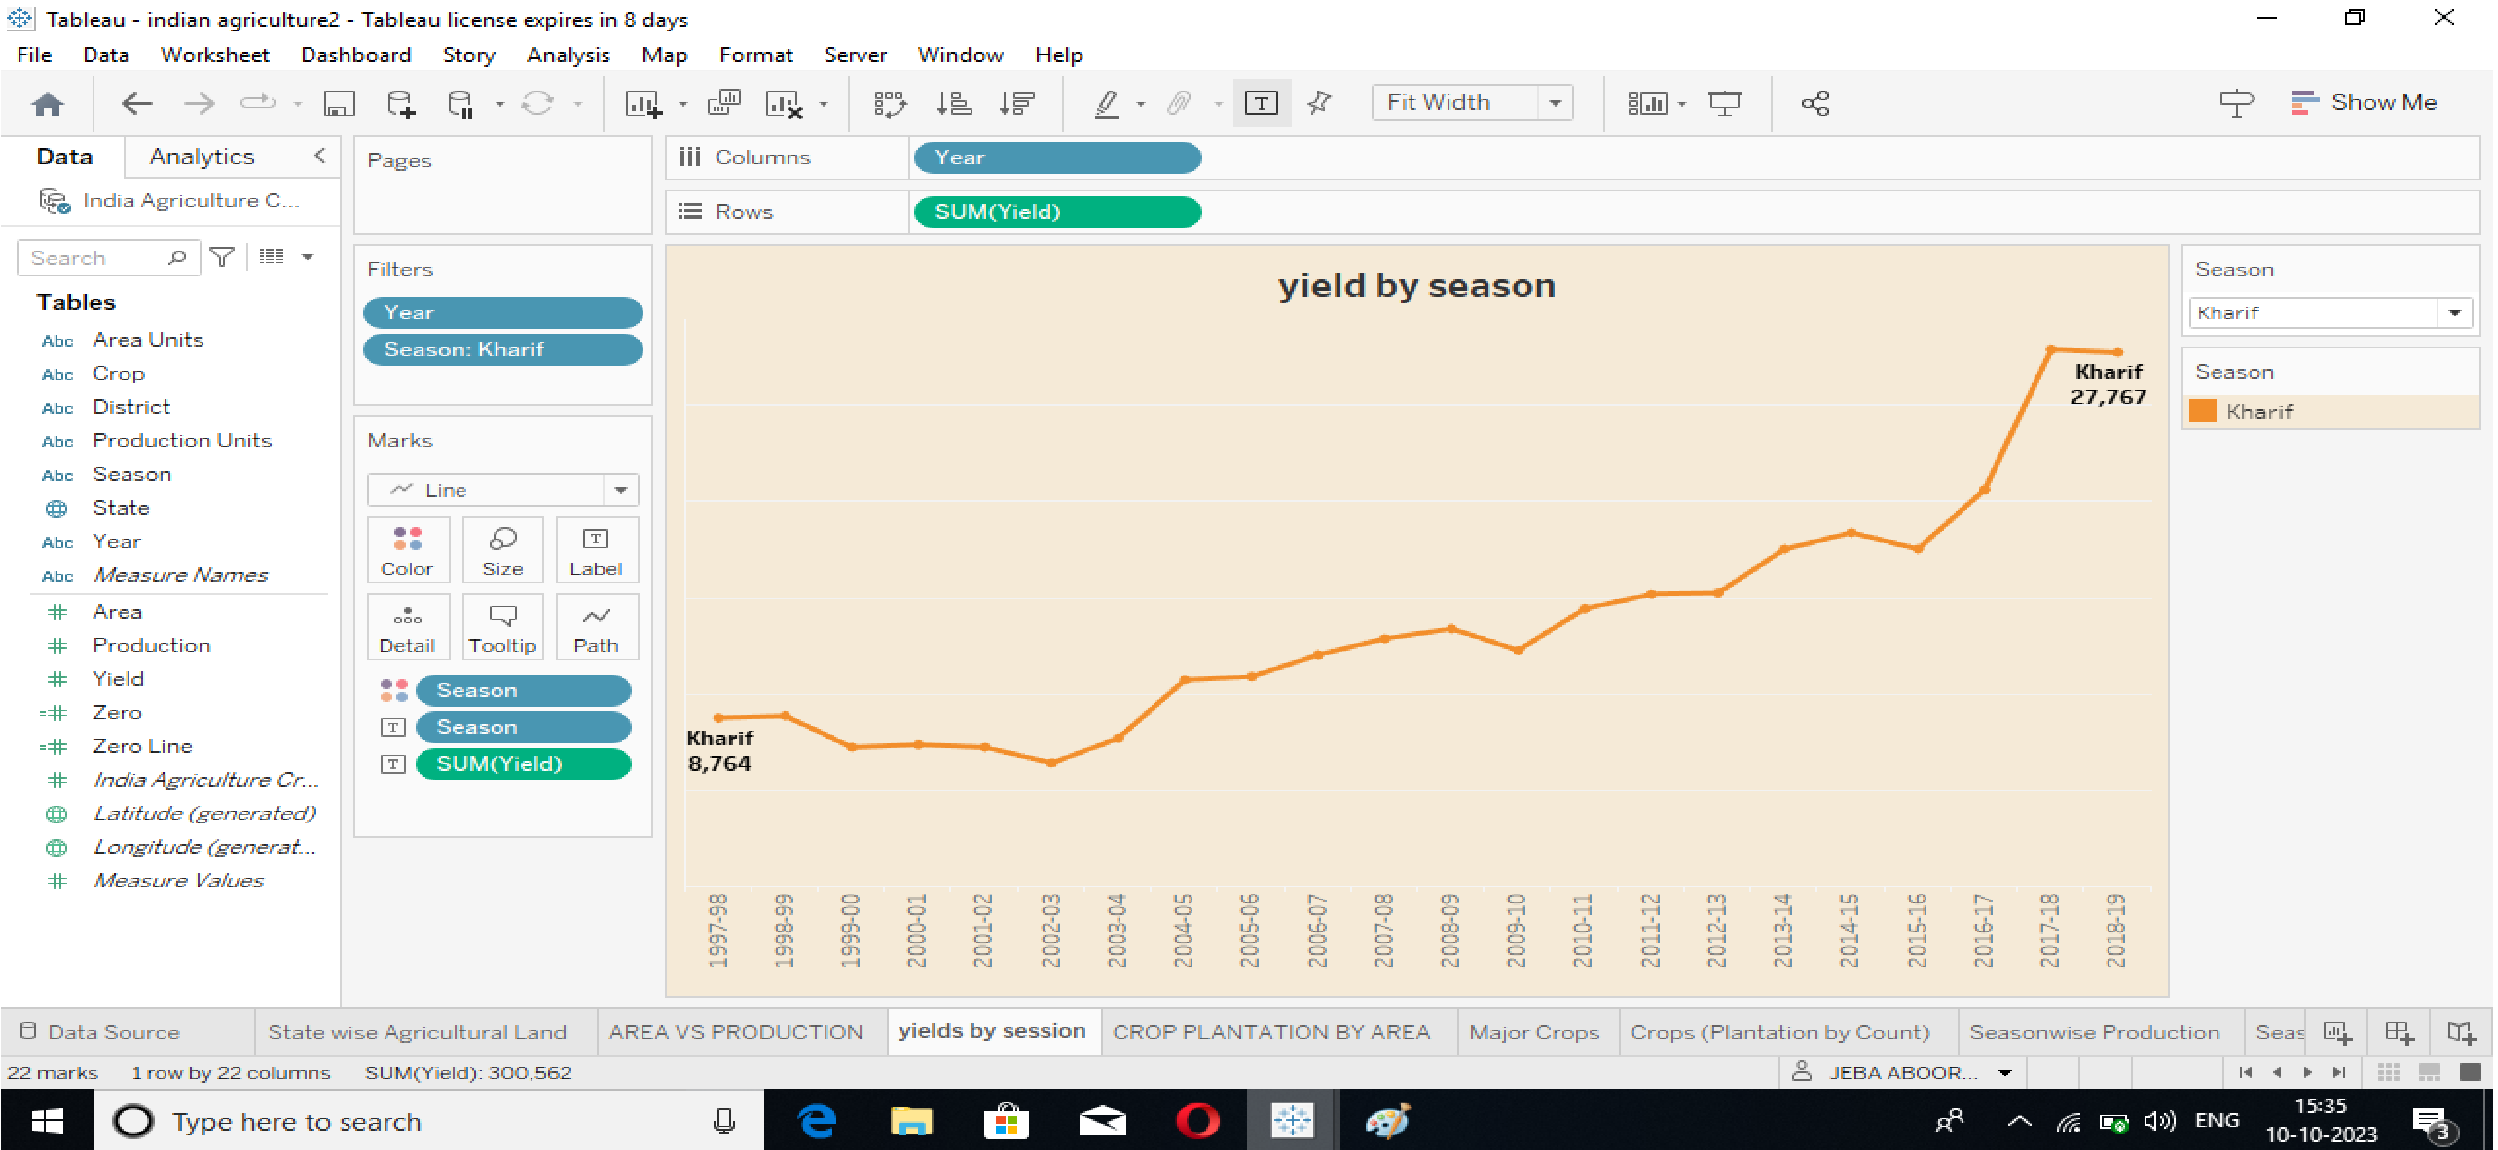 Tableau - indian agriculture2 - Tableau license expires in 8 days
File Data Worksheet Dashboard Story Analysis Map Format Server Window Help
Fit Width
Show Me
Data Analytics
India Agriculture C...
Search
Tables
Abc Area Units
Abc Crop
Abc District
Abc Production Units
Abc Season
State
Abc Year
Abc Measure Names
# Area
# Production
# Yield
=# Zero
=# Zero Line
# India Agriculture Cr...
Latitude (generated)
Longitude (generat...
# Measure Values
Pages
Filters
Year
Season: Kharif
Marks
Line
Color Size Label
Detail Tooltip Path
Season
Season
SUM(Yield)
Columns Year
Rows SUM(Yield)
yield by season
Kharif
27,767
Kharif
8,764
1997-98
1998-99
1999-00
2000-01
2001-02
2002-03
2003-04
2004-05
2005-06
2006-07
2007-08
2008-09
2009-10
2010-11
2011-12
2012-13
2013-14
2014-15
2015-16
2016-17
2017-18
2018-19
Season
Kharif
Season
Kharif
Data Source State wise Agricultural Land AREA VS PRODUCTION yields by session CROP PLANTATION BY AREA Major Crops Crops (Plantation by Count) Seasonwise Production Seas
22 marks 1 row by 22 columns SUM(Yield): 300,562 JEBA ABOOR...
Type here to search
ENG
15:35
10-10-2023
3